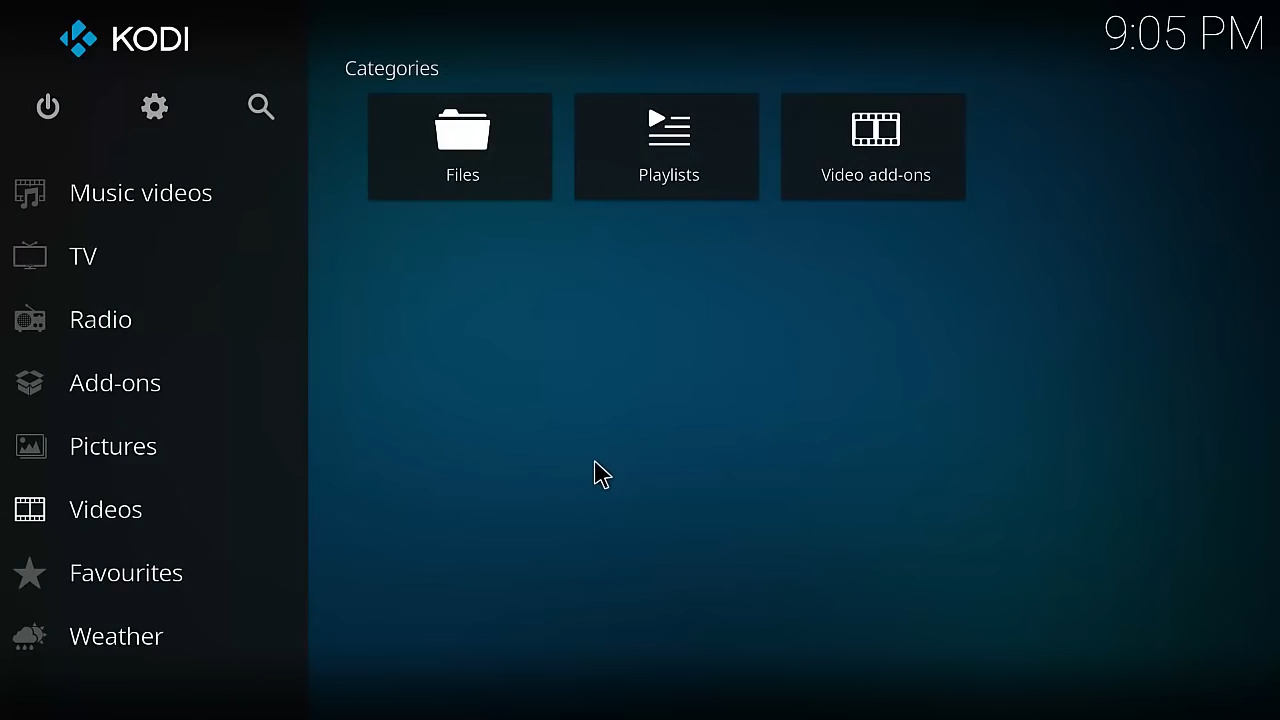 KODI
9:05 PM
Categories
Files
Playlists
Video add-ons
Music videos
TV
Radio
Add-ons
Pictures
Videos
Favourites
Weather